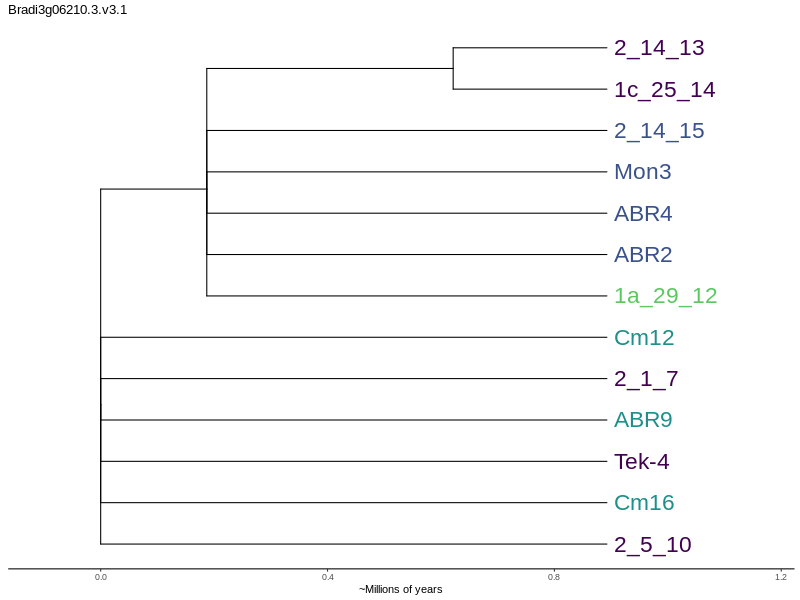 Bradi3g06210.3.v3.1
2_14_13
1c_25_14
2_14_15
Mon3
ABR4
ABR2
1a_29_12
Cm12
2_1_7
ABR9
Tek-4
Cm16
2_5_10
0.0 0.4 0.8 1.2
~Millions of years